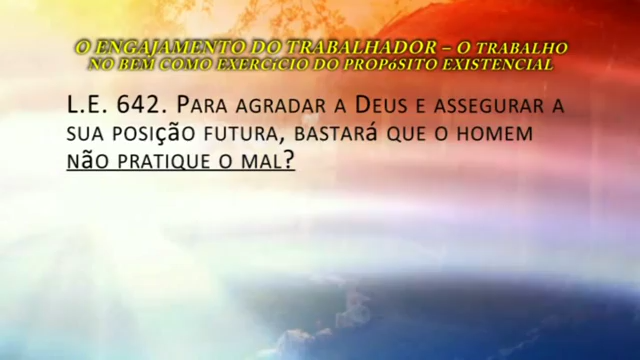 O ENGAJAMENTO DO TRABALHADOR – O TRABALHO
NO BEM COMO EXERCíCIO DO PROPóSITO EXISTENCIAL
L.E. 642. PARA AGRADAR A DEUS E ASSEGURAR A
SUA POSIÇÃO FUTURA, BASTARÁ QUE O HOMEM
NÃO PRATIQUE O MAL?